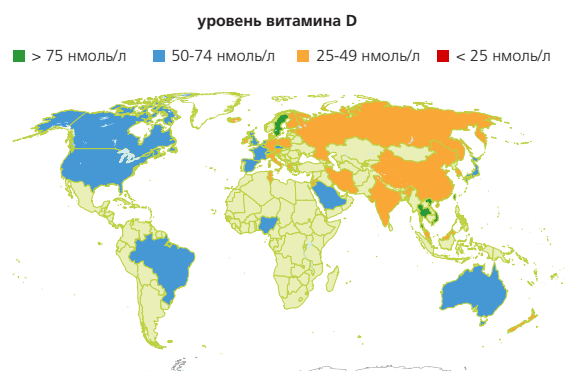 уровень витамина D
> 75 нмоль/л 50-74 нмоль/л 25-49 нмоль/л < 25 нмоль/л